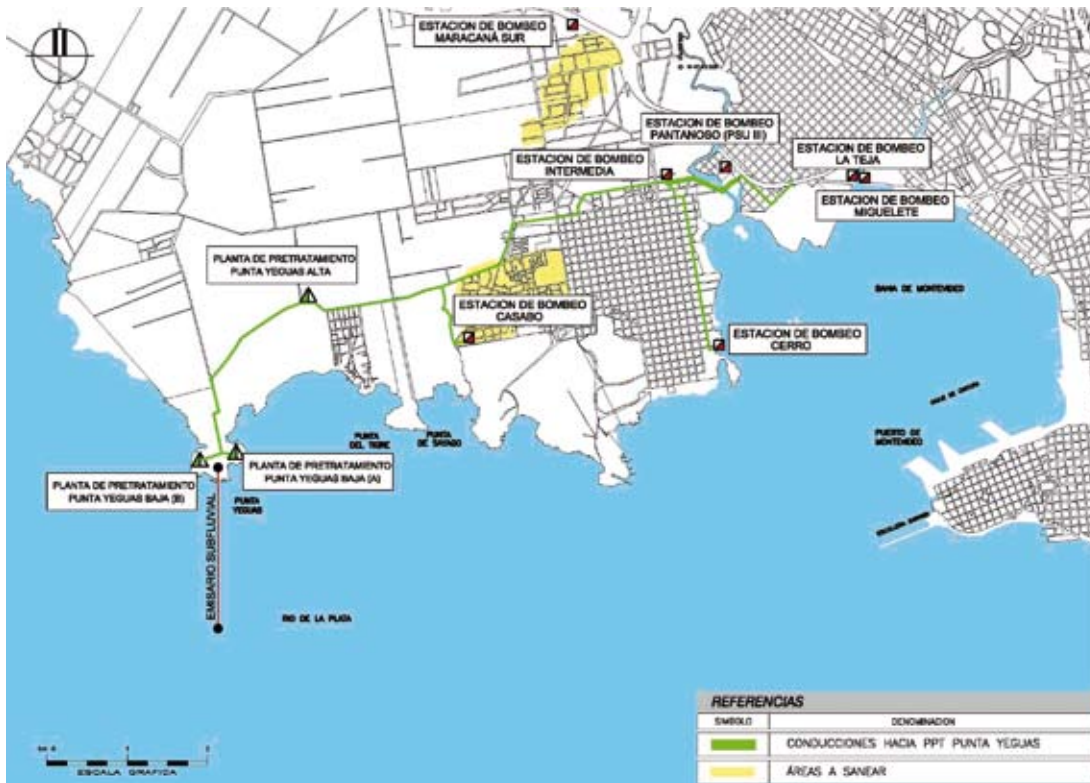 ESTACION DE BOMBEO
MARACANÁ SUR
ESTACION DE BOMBEO
PANTANOSO (PSU III)
ESTACION DE BOMBEO
INTERMEDIA
ESTACION DE BOMBEO
LA TEJA
ESTACION DE BOMBEO
MIGUELETE
PLANTA DE PRETRATAMIENTO
PUNTA YEGUAS ALTA
ESTACION DE BOMBEO
CASABO
BAHIA DE MONTEVIDEO
ESTACION DE BOMBEO
CERRO
PUERTO DE
MONTEVIDEO
PUNTA
DEL TIGRE
PUNTA
DE SAYAGO
PLANTA DE PRETRATAMIENTO
PUNTA YEGUAS BAJA (A)
PLANTA DE PRETRATAMIENTO
PUNTA YEGUAS BAJA (B)
PUNTA
YEGUAS
EMISARIO SUBFLUVIAL
RIO DE LA PLATA
ESCALA GRAFICA
REFERENCIAS
SIMBOLO DENOMINACION
CONDUCCIONES HACIA PPT PUNTA YEGUAS
ÁREAS A SANEAR